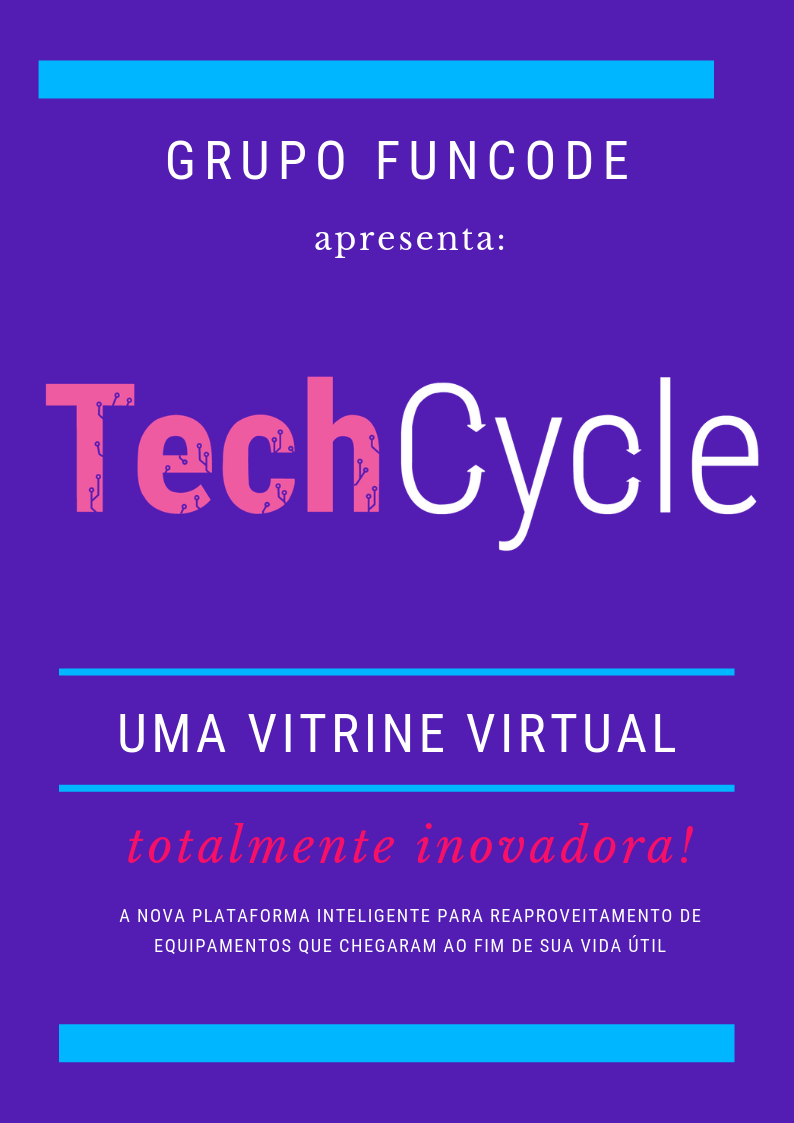 GRUPO FUNCODE
apresenta:
TechCycle
UMA VITRINE VIRTUAL
totalmente inovadora!
A NOVA PLATAFORMA INTELIGENTE PARA REAPROVEITAMENTO DE
EQUIPAMENTOS QUE CHEGARAM AO FIM DE SUA VIDA ÚTIL